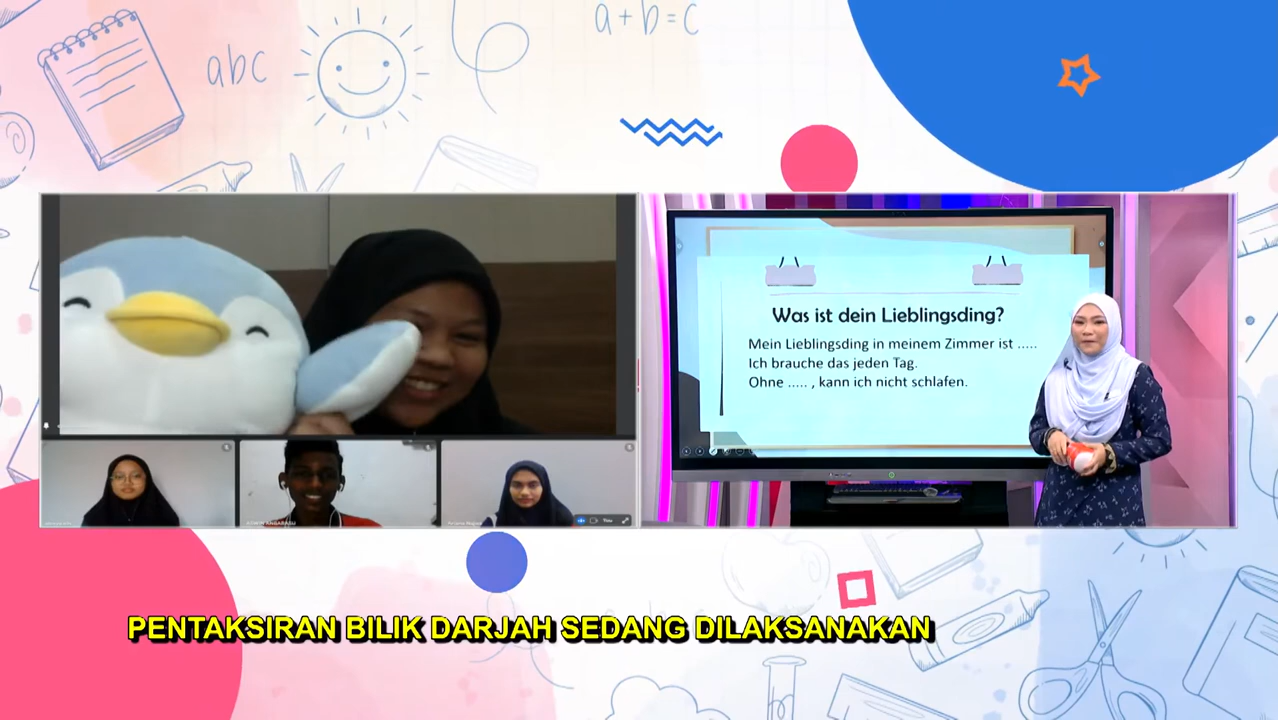 abc
a+b=c
Was ist dein Lieblingsding?
Mein Lieblingsding in meinem Zimmer ist .....
Ich brauche das jeden Tag.
Ohne ..... , kann ich nicht schlafen.
PENTAKSIRAN BILIK DARJAH SEDANG DILAKSANAKAN